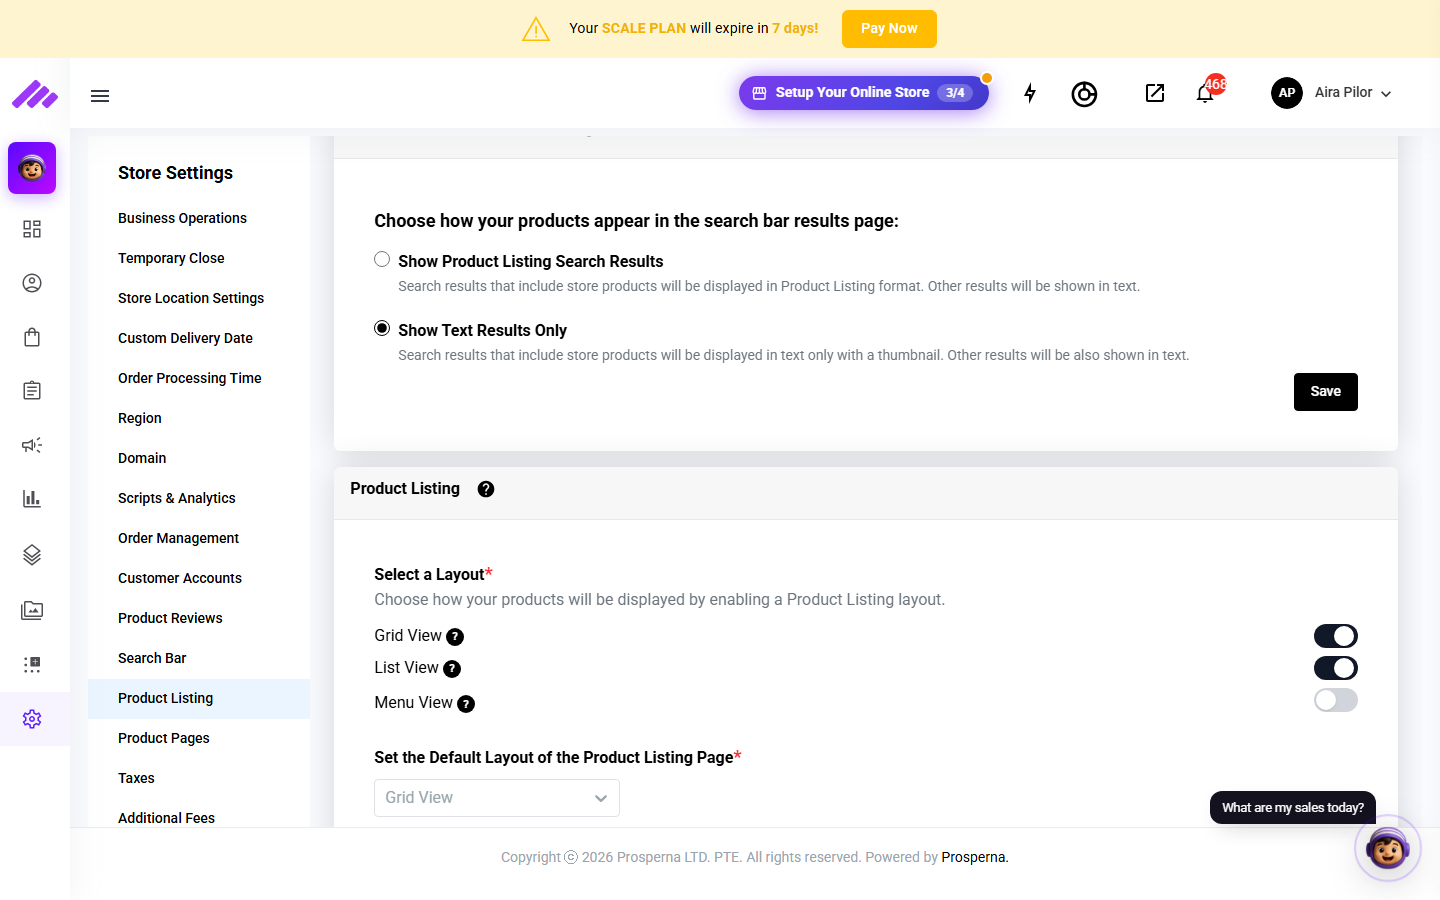 Your SCALE PLAN will expire in 7 days!
Pay Now
Setup Your Online Store 3/4
468
AP
Aira Pilor
Store Settings
Business Operations
Temporary Close
Store Location Settings
Custom Delivery Date
Order Processing Time
Region
Domain
Scripts & Analytics
Order Management
Customer Accounts
Product Reviews
Search Bar
Product Listing
Product Pages
Taxes
Additional Fees
Choose how your products appear in the search bar results page:
Show Product Listing Search Results
Search results that include store products will be displayed in Product Listing format. Other results will be shown in text.
Show Text Results Only
Search results that include store products will be displayed in text only with a thumbnail. Other results will be also shown in text.
Save
Product Listing ?
Select a Layout*
Choose how your products will be displayed by enabling a Product Listing layout.
Grid View ?
List View ?
Menu View ?
Set the Default Layout of the Product Listing Page*
Grid View
What are my sales today?
Copyright © 2026 Prosperna LTD. PTE. All rights reserved. Powered by Prosperna.